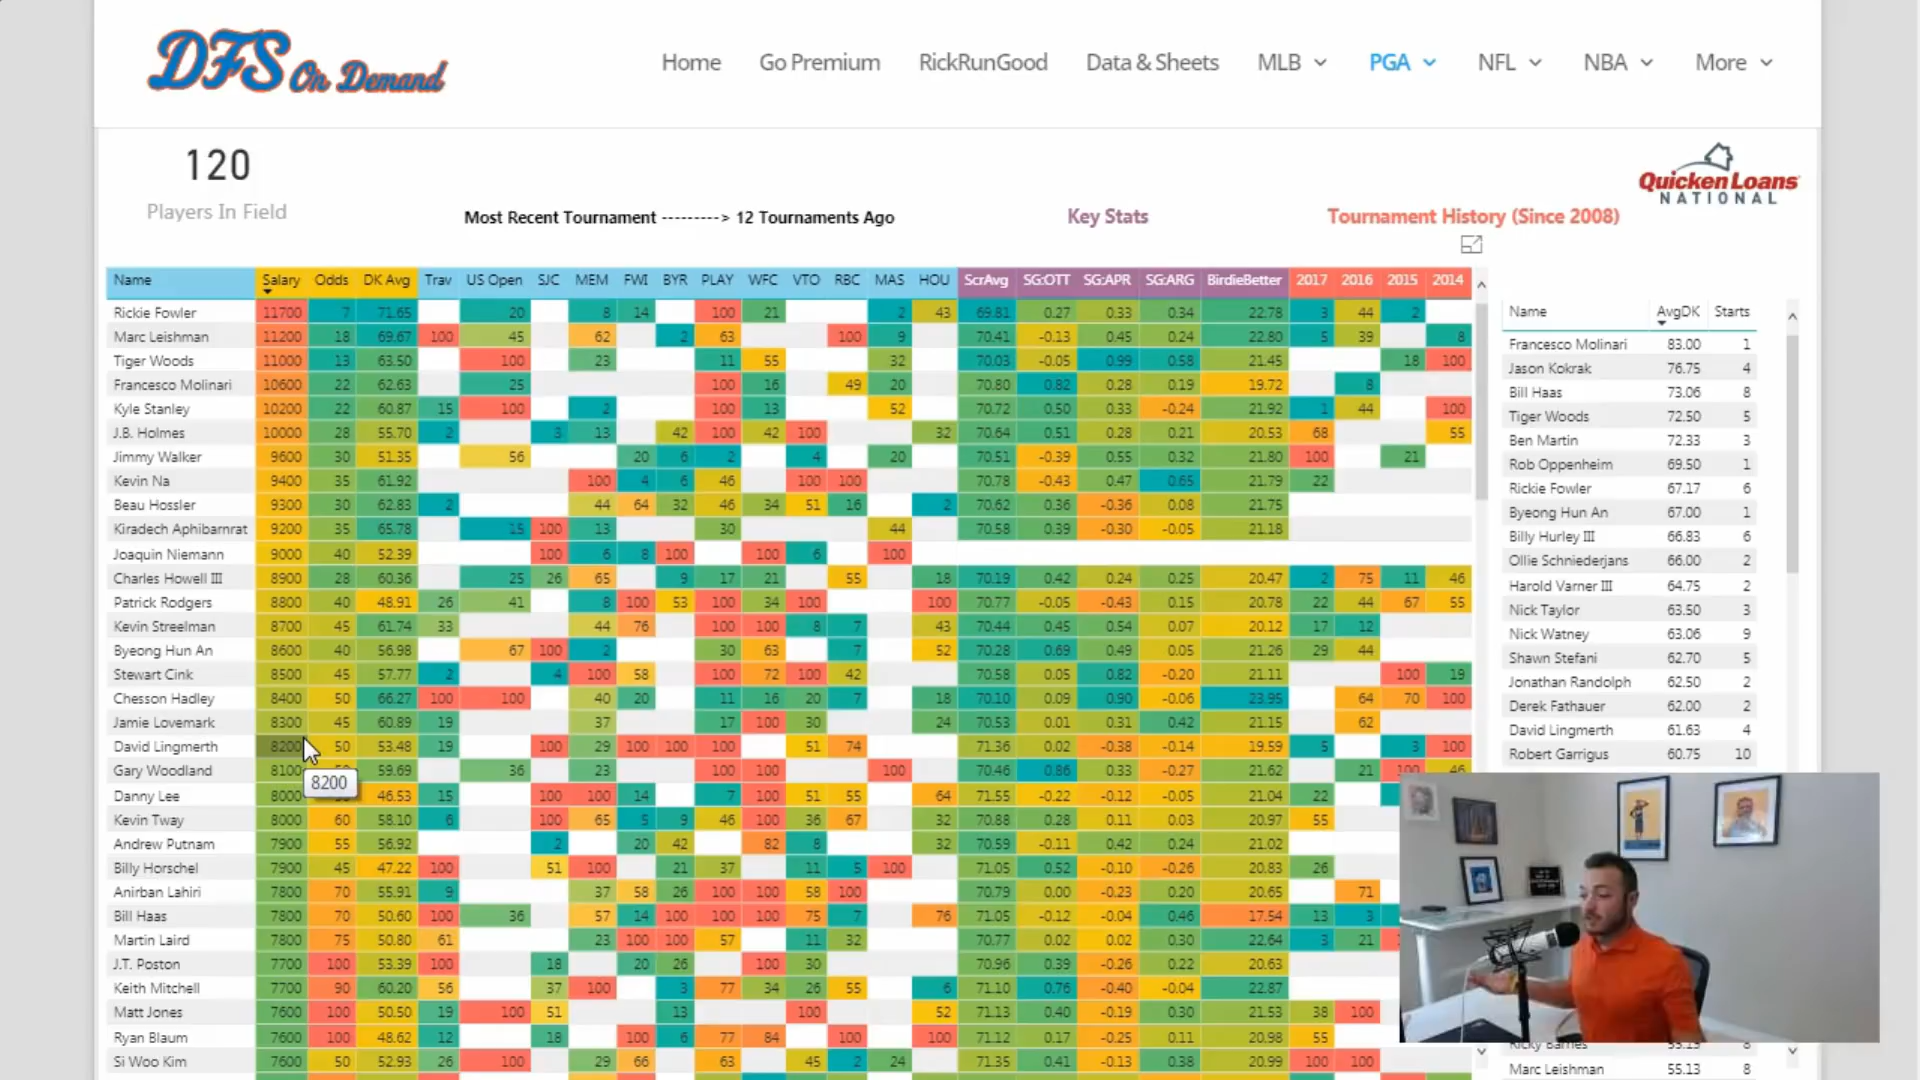 DFS On Demand
Home Go Premium RickRunGood Data & Sheets MLB PGA NFL NBA More
120
Players In Field
Quicken Loans
NATIONAL
Most Recent Tournament --------> 12 Tournaments Ago Key Stats Tournament History (Since 2008)
Name Salary Odds DK Avg Trav US Open SJC MEM FWI BYR PLAY WFC VTO RBC MAS HOU ScrAvg SG:OTT SG:APR SG:ARG BirdieBetter 2017 2016 2015 2014
Rickie Fowler 11700 7 71.65 20 8 14 100 21 2 43 69.81 0.27 0.33 0.34 22.78 3 44 2
Marc Leishman 11200 18 69.67 100 45 62 2 63 100 9 70.41 -0.13 0.45 0.24 22.80 5 39 8
Tiger Woods 11000 13 63.50 100 23 11 55 32 70.03 -0.05 0.99 0.58 21.45 18 100
Francesco Molinari 10600 22 62.63 25 100 16 49 20 70.80 0.82 0.28 0.19 19.72 8
Kyle Stanley 10200 22 60.87 15 100 2 100 13 52 70.72 0.50 0.33 -0.24 21.92 1 44 100
J.B. Holmes 10000 28 55.70 2 3 13 42 100 42 100 32 70.64 0.51 0.28 0.21 20.53 68 55
Jimmy Walker 9600 30 51.35 56 20 6 2 4 20 70.51 -0.39 0.55 0.32 21.80 100 21
Kevin Na 9400 35 61.92 100 4 6 46 100 100 70.78 -0.43 0.47 0.65 21.79 22
Beau Hossler 9300 30 62.83 2 44 64 32 46 34 51 16 2 70.62 0.36 -0.36 0.08 21.75
Kiradech Aphibarnrat 9200 35 65.78 15 100 13 30 44 70.58 0.39 -0.30 -0.05 21.18
Joaquin Niemann 9000 40 52.39 100 6 8 100 100 6 100
Charles Howell III 8900 28 60.36 25 26 65 9 17 21 55 18 70.19 0.42 0.24 0.25 20.47 2 75 11 46
Patrick Rodgers 8800 40 48.91 26 41 8 100 53 100 34 100 100 70.77 -0.05 -0.43 0.15 20.78 22 44 67 55
Kevin Streelman 8700 45 61.74 33 44 76 100 100 8 7 43 70.44 0.45 0.54 0.07 20.12 17 12
Byeong Hun An 8600 40 56.98 67 100 2 30 63 7 52 70.28 0.69 0.49 0.05 21.26 29 44
Stewart Cink 8500 45 57.77 2 4 100 58 100 72 100 42 70.58 0.05 0.82 -0.20 21.11 100 19
Chesson Hadley 8400 50 66.27 100 100 40 20 11 16 20 7 18 70.10 0.09 0.90 -0.06 23.95 64 70 100
Jamie Lovemark 8300 45 60.89 19 37 17 100 30 24 70.53 0.01 0.31 0.42 21.15 62
David Lingmerth 8200 50 53.48 19 100 29 100 100 100 51 74 71.36 0.02 -0.38 -0.14 19.59 5 3 100
Gary Woodland 8100 59.69 36 23 100 100 100 70.46 0.86 0.33 -0.27 21.62 21 100 46
8200
Danny Lee 8000 46.53 15 100 100 14 7 100 51 55 64 71.55 -0.22 -0.12 -0.05 21.04 22
Kevin Tway 8000 60 58.10 6 100 65 5 9 46 100 36 67 32 70.88 0.28 0.11 0.03 20.97 55
Andrew Putnam 7900 55 56.92 2 20 42 82 8 32 70.59 -0.11 0.42 0.24 21.02
Billy Horschel 7900 45 47.22 100 51 100 21 37 11 5 100 71.05 0.52 -0.10 -0.26 20.83 26
Anirban Lahiri 7800 70 55.91 9 37 58 26 100 100 58 100 70.79 0.00 -0.23 0.20 20.65 71
Bill Haas 7800 70 50.60 100 36 57 14 100 100 100 75 7 76 71.05 -0.12 -0.04 0.46 17.54 13 3
Martin Laird 7800 75 50.80 61 23 100 100 57 11 32 70.77 0.02 0.02 0.30 22.64 3 21
J.T. Poston 7700 100 53.39 100 18 20 26 100 30 70.96 0.39 -0.26 0.22 20.63
Keith Mitchell 7700 90 60.20 56 37 100 3 77 34 26 55 6 71.10 0.76 -0.40 -0.04 22.87
Matt Jones 7600 100 50.50 19 100 51 13 100 52 71.13 0.40 -0.19 0.30 21.53 38 100
Ryan Blaum 7600 100 48.62 12 18 100 6 77 84 100 100 71.12 0.17 -0.25 0.11 20.98 55
Si Woo Kim 7600 50 52.93 26 100 29 66 63 45 2 24 71.35 0.41 -0.13 0.38 20.99 100 100
Name AvgDK Starts
Francesco Molinari 83.00 1
Jason Kokrak 76.75 4
Bill Haas 73.06 8
Tiger Woods 72.50 5
Ben Martin 72.33 3
Rob Oppenheim 69.50 1
Rickie Fowler 67.17 6
Byeong Hun An 67.00 1
Billy Hurley III 66.83 6
Ollie Schniederjans 66.00 2
Harold Varner III 64.75 2
Nick Taylor 63.50 3
Nick Watney 63.06 9
Shawn Stefani 62.70 5
Jonathan Randolph 62.50 2
Derek Fathauer 62.00 2
David Lingmerth 61.63 4
Robert Garrigus 60.75 10
Ricky Barnes 55.13 8
Marc Leishman 55.13 8